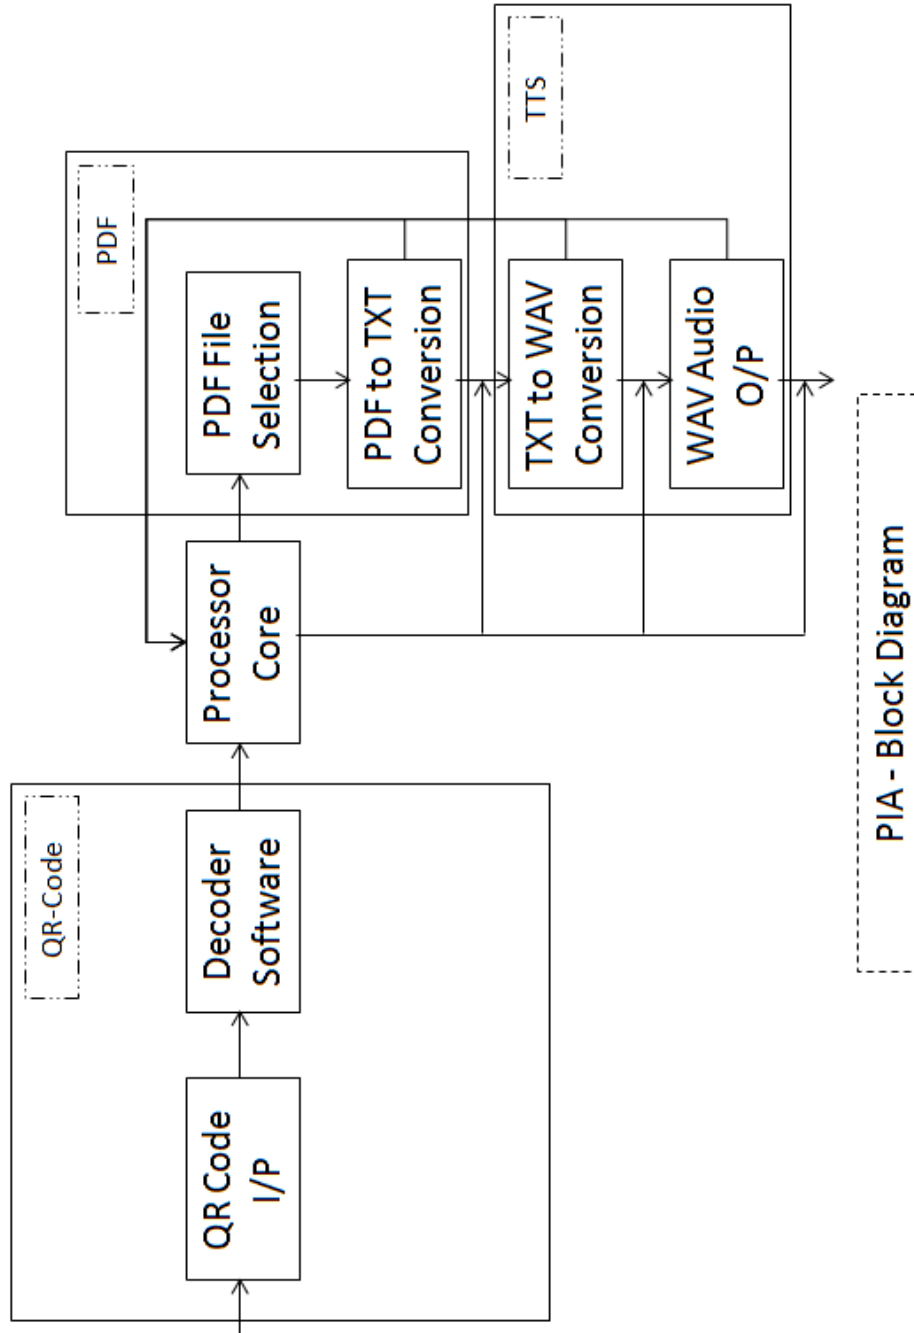 QR-Code
QR Code
I/P
Decoder
Software
Processor
Core
PDF
PDF File
Selection
PDF to TXT
Conversion
TTS
TXT to WAV
Conversion
WAV Audio
O/P
PIA - Block Diagram